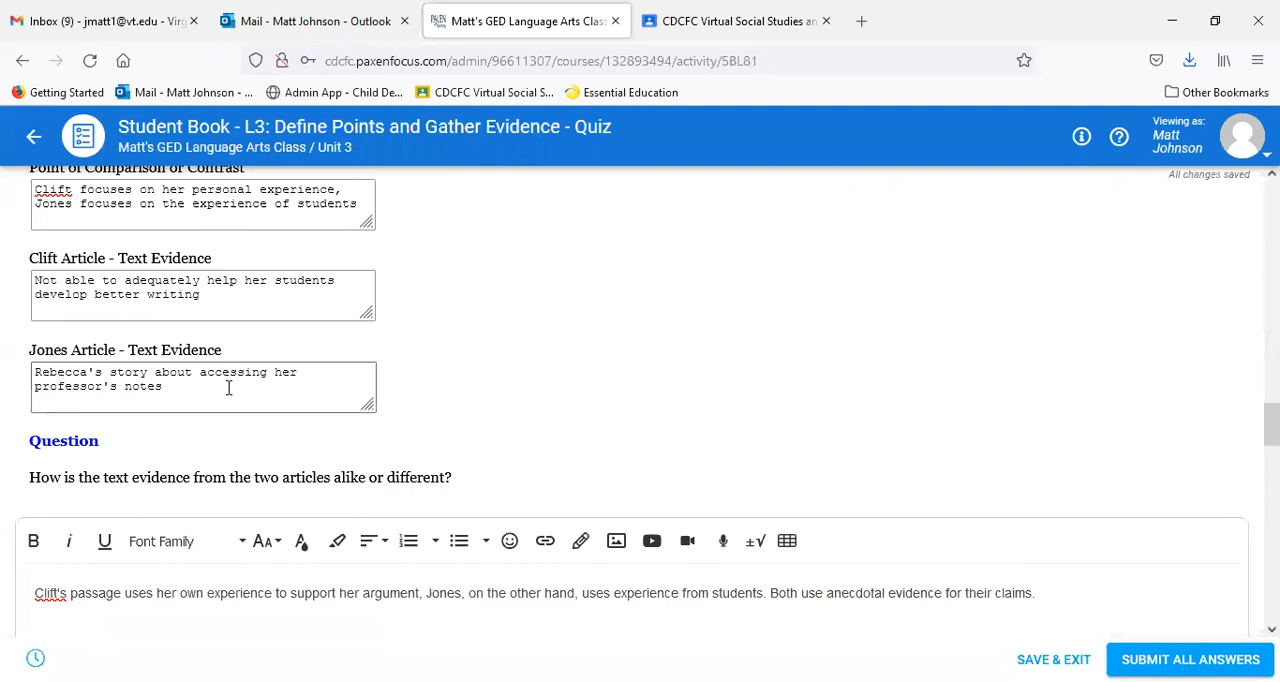 Inbox (9) - jmatt1@vt.edu - Virg
Mail - Matt Johnson - Outlook
PAXEN
Matt's GED Language Arts Clas
CDCFC Virtual Social Studies an
cdcfc.paxenfocus.com/admin/96611307/courses/132893494/activity/5BL81
Getting Started
Mail - Matt Johnson - ...
Admin App - Child De...
CDCFC Virtual Social S...
Essential Education
Other Bookmarks
Student Book - L3: Define Points and Gather Evidence - Quiz
Matt's GED Language Arts Class / Unit 3
Viewing as:
Matt
Johnson
All changes saved
Point of Comparison or Contrast
Clift focuses on her personal experience,
Jones focuses on the experience of students
Clift Article - Text Evidence
Not able to adequately help her students
develop better writing
Jones Article - Text Evidence
Rebecca's story about accessing her
professor's notes
Question
How is the text evidence from the two articles alike or different?
B i U Font Family AA A ±√
Clift's passage uses her own experience to support her argument, Jones, on the other hand, uses experience from students. Both use anecdotal evidence for their claims.
SAVE & EXIT
SUBMIT ALL ANSWERS